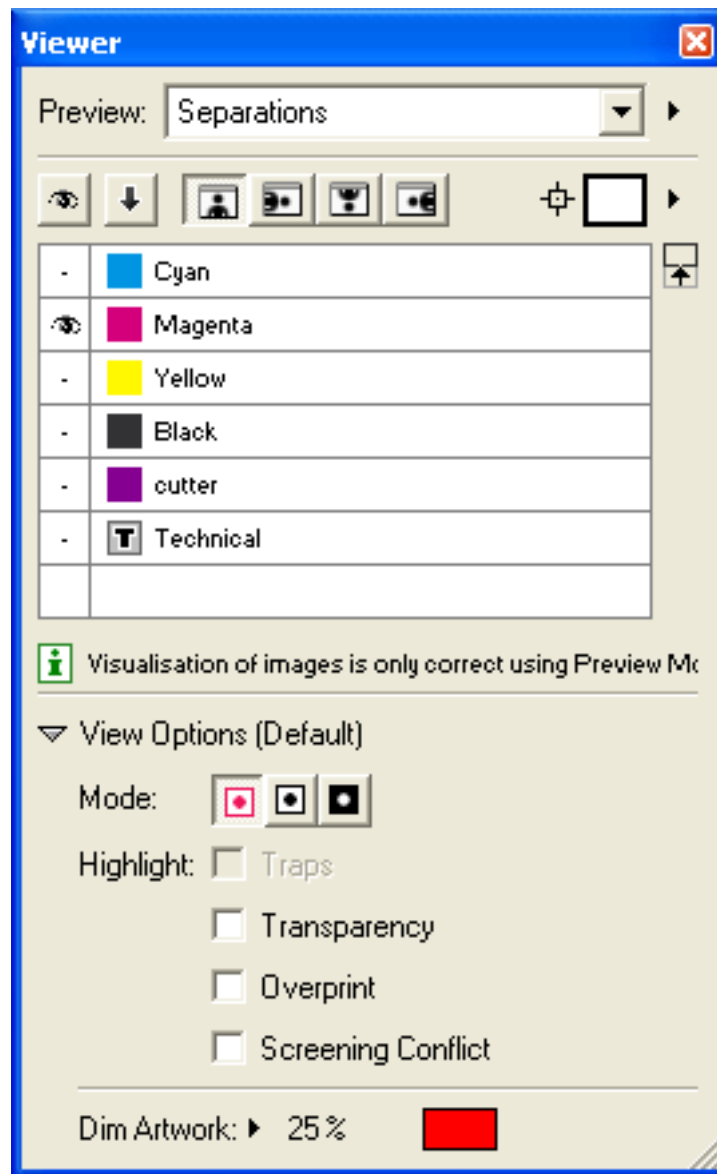 Viewer
Preview: Separations
Cyan
Magenta
Yellow
Black
cutter
T Technical
i Visualisation of images is only correct using Preview Mo
View Options (Default)
Mode:
Highlight: Traps
Transparency
Overprint
Screening Conflict
Dim Artwork: 25%